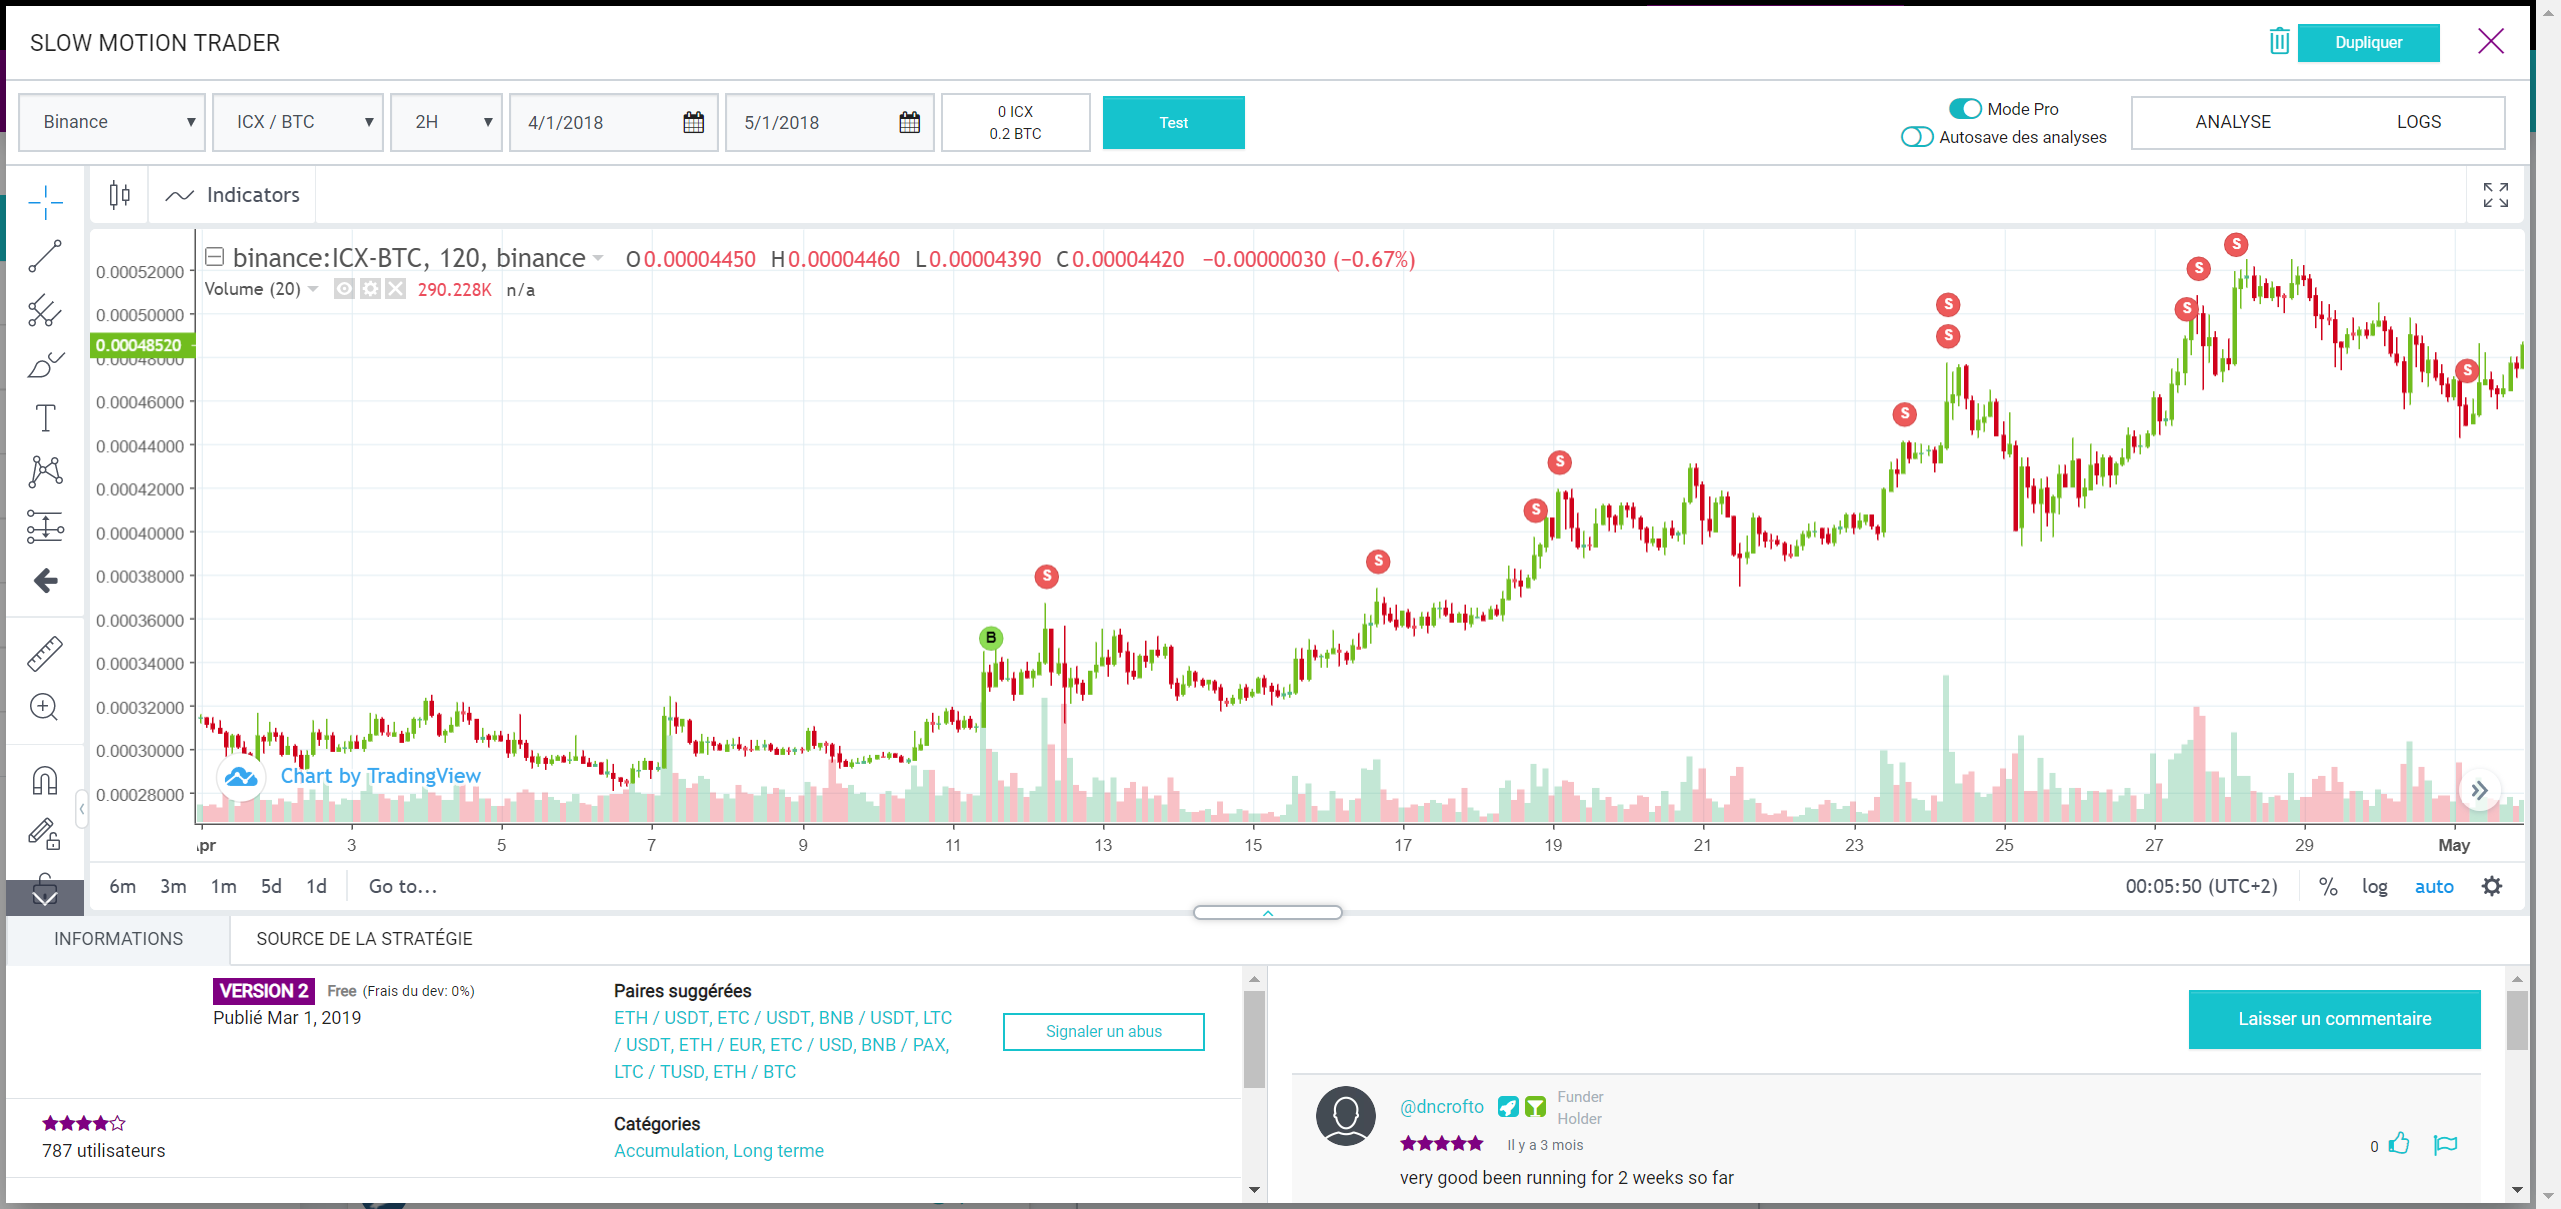 SLOW MOTION TRADER
Dupliquer
Binance
ICX / BTC
2H
4/1/2018
5/1/2018
0 ICX
0.2 BTC
Test
Mode Pro
Autosave des analyses
ANALYSE
LOGS
Indicators
binance:ICX-BTC, 120, binance O0.00004450 H0.00004460 L0.00004390 C0.00004420 −0.00000030 (−0.67%)
Volume (20) 290.228K n/a
0.00052000
0.00050000
0.00048520
0.00048000
0.00046000
0.00044000
0.00042000
0.00040000
0.00038000
0.00036000
0.00034000
0.00032000
0.00030000
0.00028000
B
S
S
S
S
S
S
S
S
S
S
S
Chart by TradingView
pr 3 5 7 9 11 13 15 17 19 21 23 25 27 29 May
6m 3m 1m 5d 1d Go to...
00:05:50 (UTC+2) % log auto
INFORMATIONS
SOURCE DE LA STRATÉGIE
VERSION 2 Free (Frais du dev: 0%)
Publié Mar 1, 2019
Paires suggérées
ETH / USDT, ETC / USDT, BNB / USDT, LTC
/ USDT, ETH / EUR, ETC / USD, BNB / PAX,
LTC / TUSD, ETH / BTC
Signaler un abus
787 utilisateurs
Catégories
Accumulation, Long terme
Laisser un commentaire
@dncrofto
Funder
Holder
Il y a 3 mois
0
very good been running for 2 weeks so far